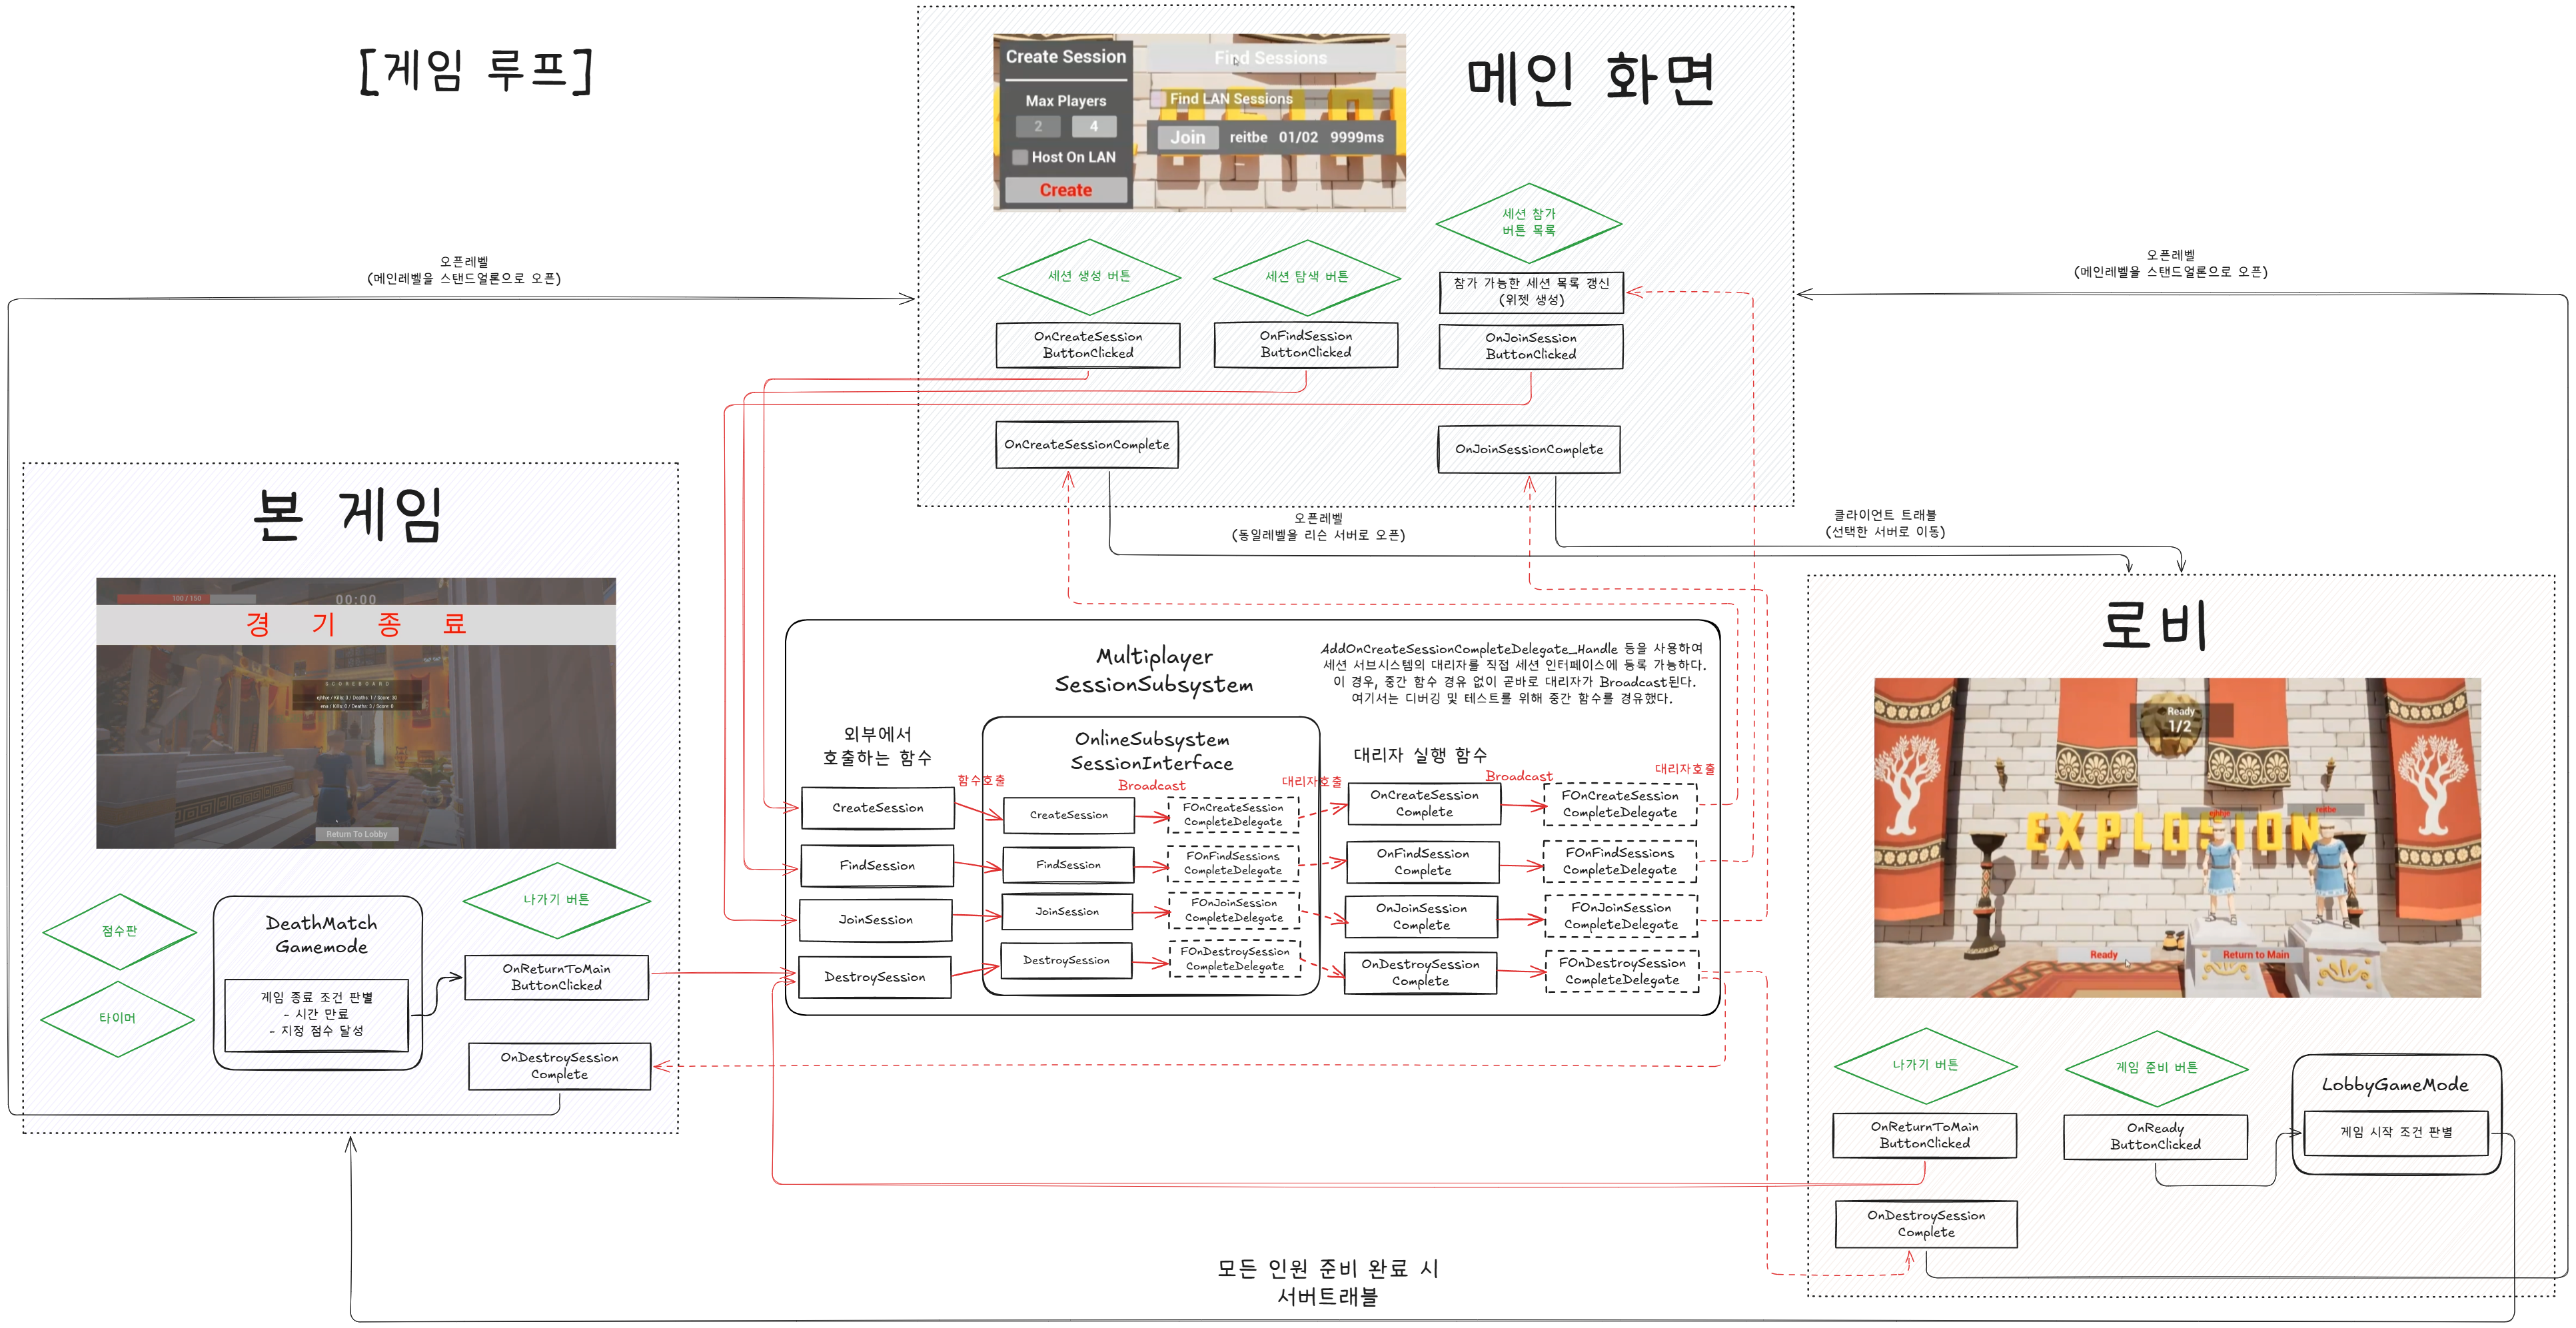 [게임 루프]
메인 화면
Create Session
Max Players
2
4
Host On LAN
Create
Find Sessions
Find LAN Sessions
Join
reitbe
01/02
9999ms
세션 생성 버튼
OnCreateSession
ButtonClicked
세션 탐색 버튼
OnFindSession
ButtonClicked
세션 참가
버튼 목록
참가 가능한 세션 목록 갱신
(위젯 생성)
OnJoinSession
ButtonClicked
OnCreateSessionComplete
OnJoinSessionComplete
오픈레벨
(메인레벨을 스탠드얼론으로 오픈)
오픈레벨
(메인레벨을 스탠드얼론으로 오픈)
오픈레벨
(동일레벨을 리슨 서버로 오픈)
클라이언트 트래블
(선택한 서버로 이동)
본 게임
100 / 150
00:00
경 기 종 료
SCOREBOARD
Return To Lobby
점수판
타이머
DeathMatch
Gamemode
게임 종료 조건 판별
- 시간 만료
- 지정 점수 달성
나가기 버튼
OnReturnToMain
ButtonClicked
OnDestroySession
Complete
Multiplayer
SessionSubsystem
AddOnCreateSessionCompleteDelegate_Handle 등을 사용하여
세션 서브시스템의 대리자를 직접 세션 인터페이스에 등록 가능하다.
이 경우, 중간 함수 경유 없이 곧바로 대리자가 Broadcast된다.
여기서는 디버깅 및 테스트를 위해 중간 함수를 경유했다.
외부에서
호출하는 함수
OnlineSubsystem
SessionInterface
대리자 실행 함수
함수호출
Broadcast
대리자호출
Broadcast
대리자호출
CreateSession
CreateSession
FOnCreateSession
CompleteDelegate
OnCreateSession
Complete
FOnCreateSession
CompleteDelegate
FindSession
FindSession
FOnFindSessions
CompleteDelegate
OnFindSession
Complete
FOnFindSessions
CompleteDelegate
JoinSession
JoinSession
FOnJoinSession
CompleteDelegate
OnJoinSession
Complete
FOnJoinSession
CompleteDelegate
DestroySession
DestroySession
FOnDestroySession
CompleteDelegate
OnDestroySession
Complete
FOnDestroySession
CompleteDelegate
로비
Ready
1/2
EXPLOSION
reitbe
Ready
Return to Main
나가기 버튼
OnReturnToMain
ButtonClicked
OnDestroySession
Complete
게임 준비 버튼
OnReady
ButtonClicked
LobbyGameMode
게임 시작 조건 판별
모든 인원 준비 완료 시
서버트래블